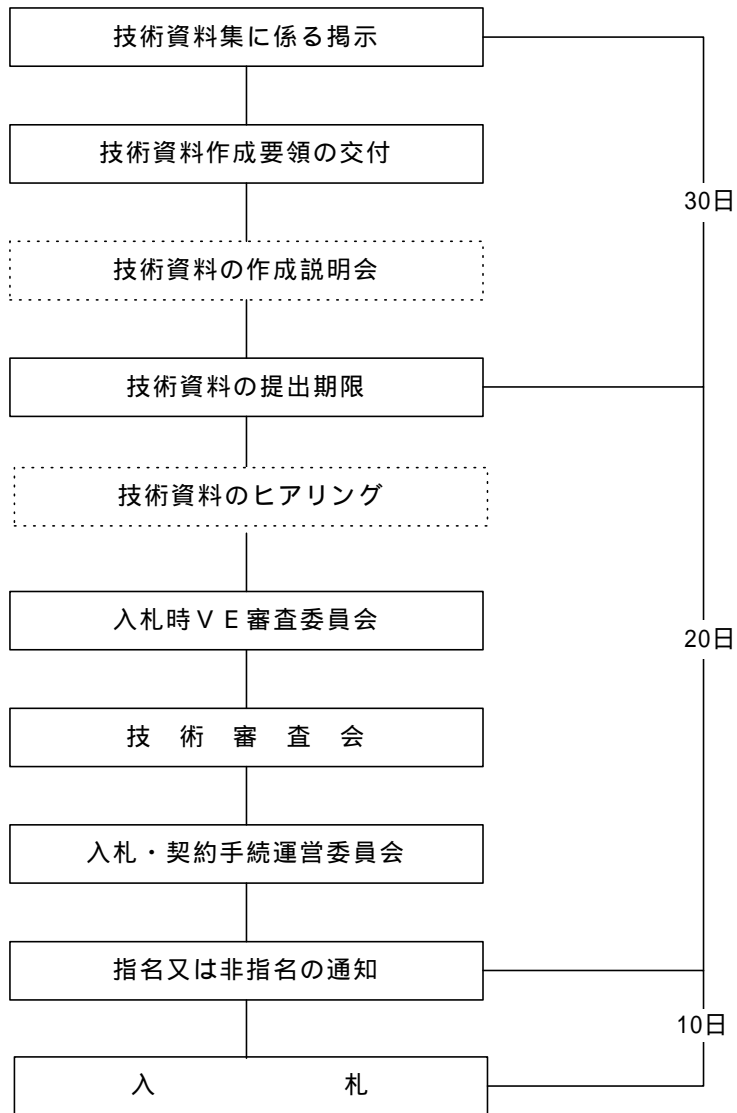 技術資料集に係る掲示
技術資料作成要領の交付
30日
技術資料の作成説明会
技術資料の提出期限
技術資料のヒアリング
入札時ＶＥ審査委員会
20日
技　術　審　査　会
入札・契約手続運営委員会
指名又は非指名の通知
10日
入　　　　　　　札